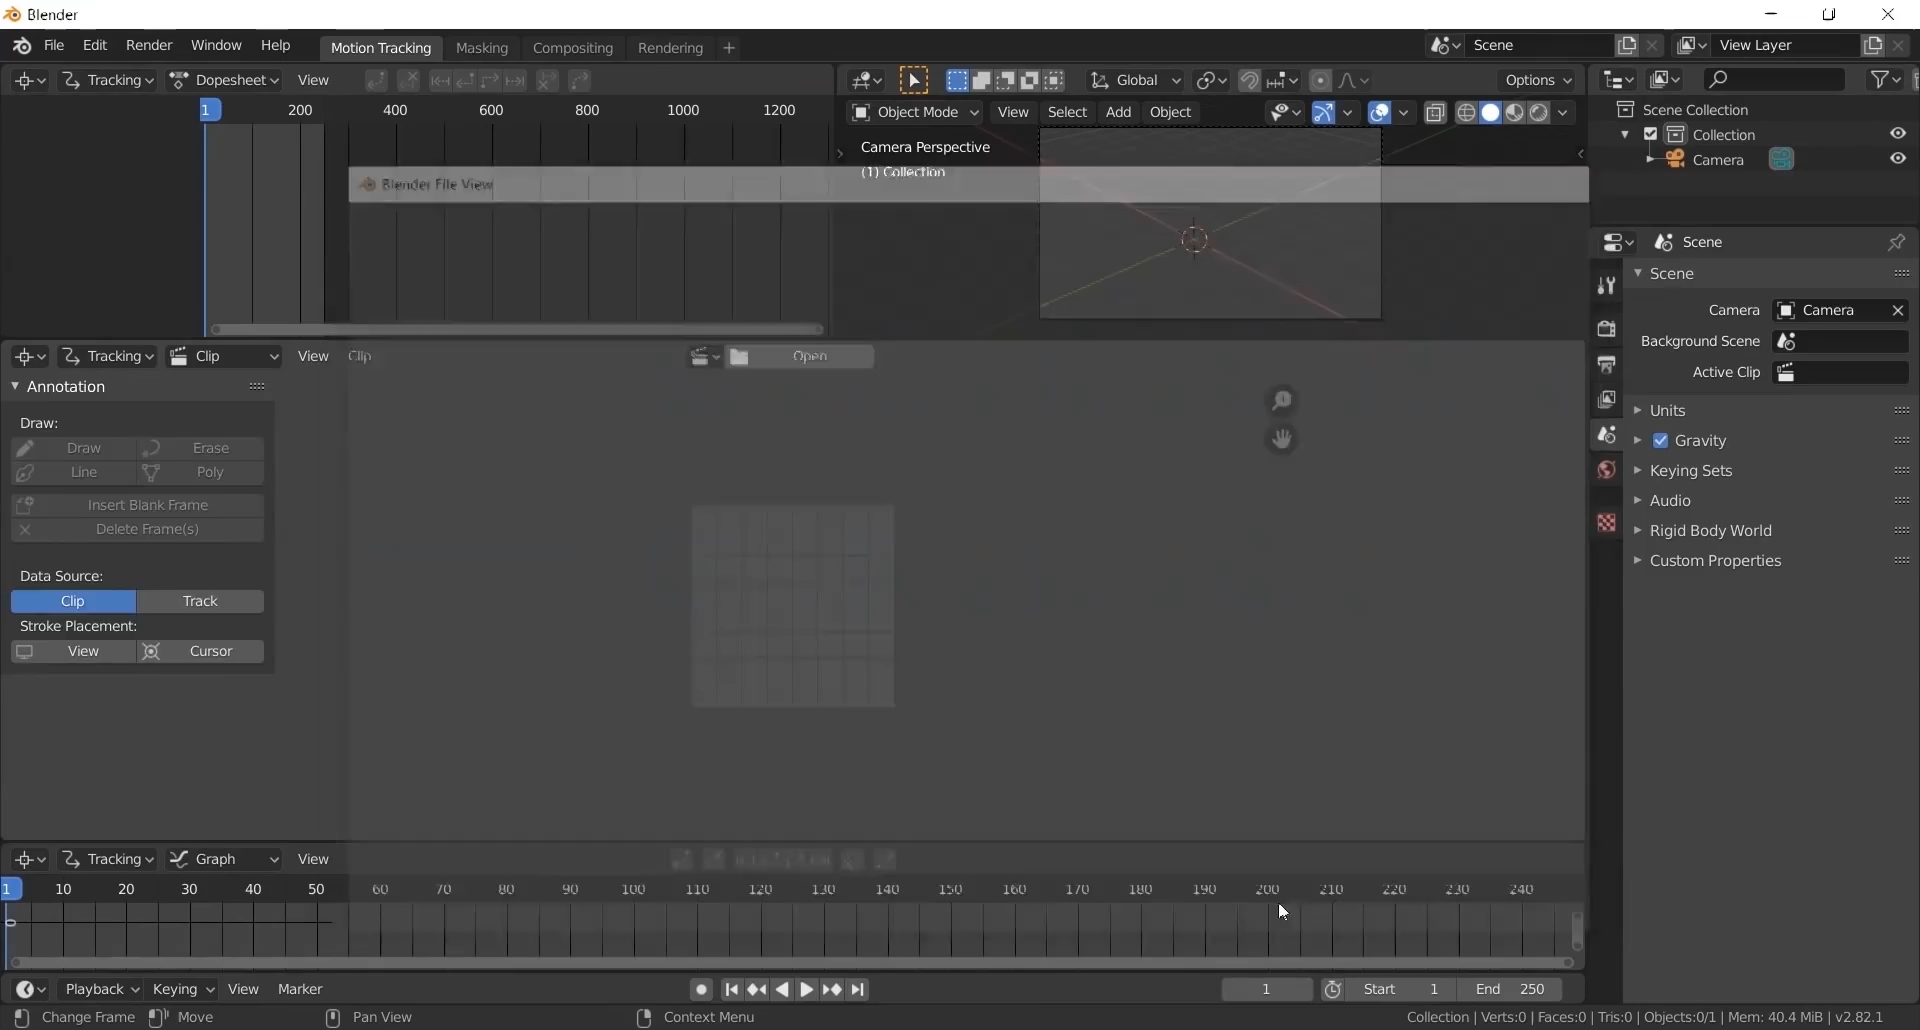 Blender
File Edit Render Window Help Motion Tracking Masking Compositing Rendering + Scene View Layer
Tracking Dopesheet View Global Options
1 200 400 600 800 1000 1200
Object Mode View Select Add Object
Camera Perspective
(1) Collection
Blender File View
Scene Collection
Collection
Camera
Scene
Scene
Camera Camera
Background Scene
Active Clip
Units
Gravity
Keying Sets
Audio
Rigid Body World
Custom Properties
Tracking Clip View Clip Open
Annotation
Draw:
Draw Erase
Line Poly
Insert Blank Frame
Delete Frame(s)
Data Source:
Clip Track
Stroke Placement:
View Cursor
Tracking Graph View
1 10 20 30 40 50 60 70 80 90 100 110 120 130 140 150 160 170 180 190 200 210 220 230 240
Playback Keying View Marker 1 Start 1 End 250
Change Frame Move Pan View Context Menu Collection | Verts:0 | Faces:0 | Tris:0 | Objects:0/1 | Mem: 40.4 MiB | v2.82.1